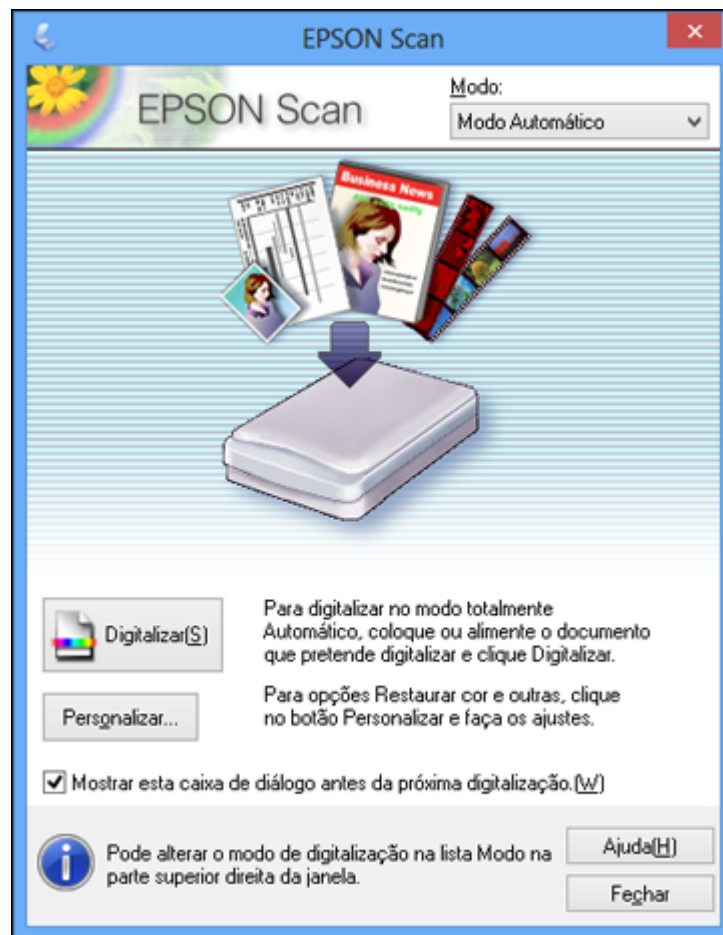 EPSON Scan
EPSON Scan
Modo:
Modo Automático
Business News
Digitalizar(S)
Para digitalizar no modo totalmente
Automático, coloque ou alimente o documento
que pretende digitalizar e clique Digitalizar.
Personalizar...
Para opções Restaurar cor e outras, clique
no botão Personalizar e faça os ajustes.
Mostrar esta caixa de diálogo antes da próxima digitalização.(W)
Pode alterar o modo de digitalização na lista Modo na
parte superior direita da janela.
Ajuda(H)
Fechar